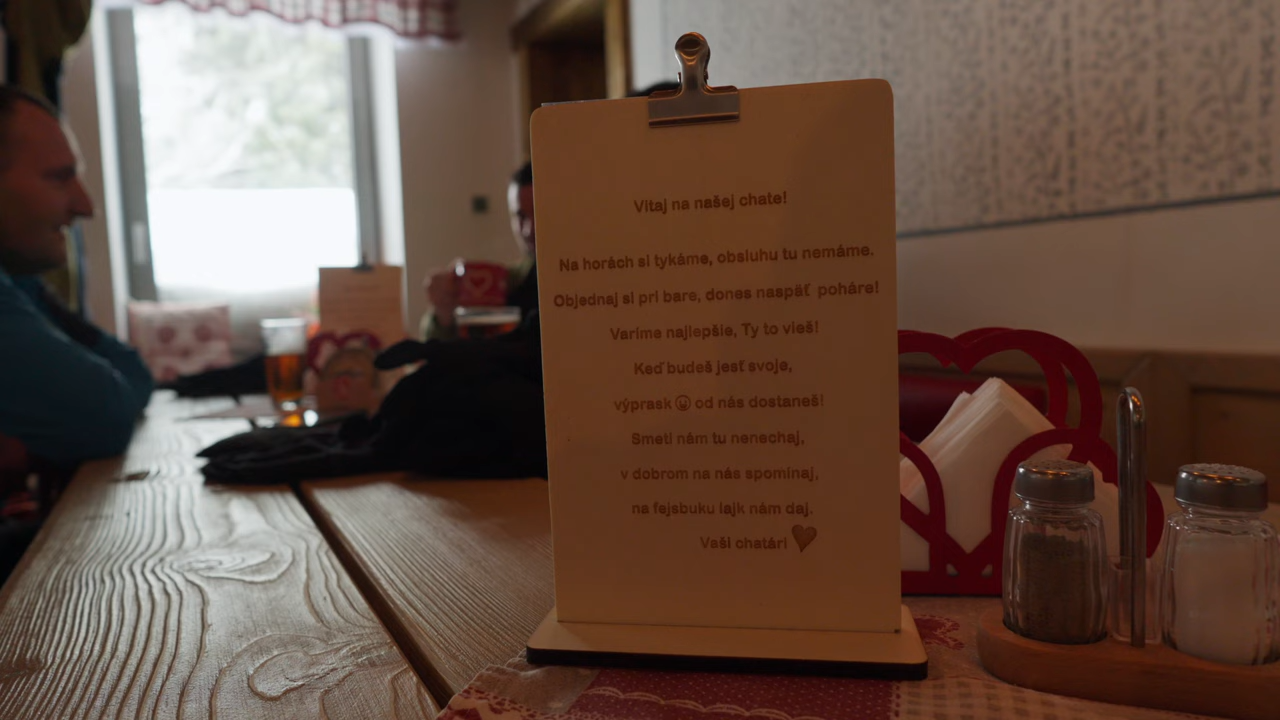 Vitaj na našej chate!
Na horách si tykáme, obsluhu tu nemáme.
Objednaj si pri bare, dones naspäť poháre!
Varíme najlepšie, Ty to vieš!
Keď budeš jesť svoje,
výprask 😛 od nás dostaneš!
Smeti nám tu nenechaj,
v dobrom na nás spomínaj,
na fejsbuku lajk nám daj.
Vaši chatári ❤